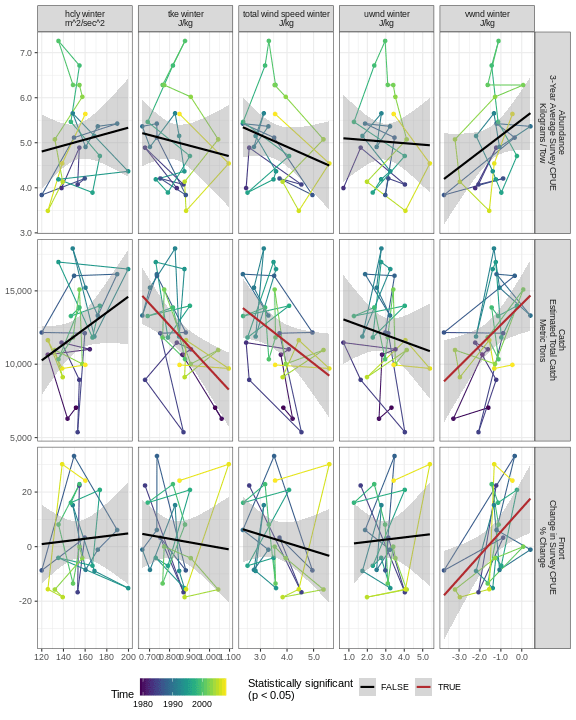 hcly winter
m^2/sec^2
tke winter
J/kg
total wind speed winter
J/kg
uwnd winter
J/kg
vwnd winter
J/kg
7.0
6.0
5.0
4.0
3.0
Abundance
3-Year Average Survey CPUE
Kilograms / Tow
15,000
10,000
5,000
Catch
Estimated Total Catch
Metric Tons
20
0
-20
Fmort
Change in Survey CPUE
% Change
120 140 160 180 200
0.700 0.800 0.900 1.000 1.100
3.0 4.0 5.0
1.0 2.0 3.0 4.0 5.0
-3.0 -2.0 -1.0 0.0
Time
1980 1990 2000
Statistically significant
(p < 0.05)
FALSE
TRUE